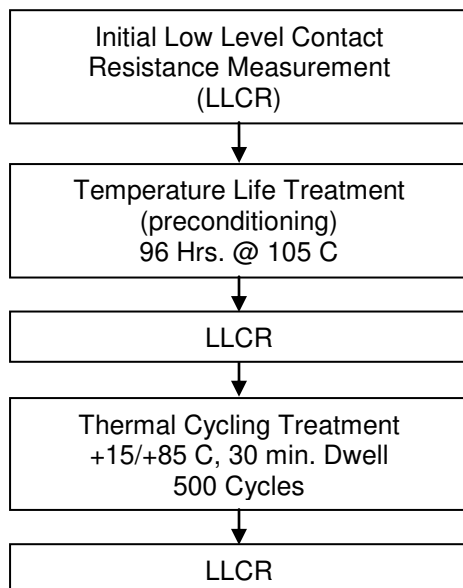 Initial Low Level Contact
Resistance Measurement
(LLCR)
Temperature Life Treatment
(preconditioning)
96 Hrs. @ 105 C
LLCR
Thermal Cycling Treatment
+15/+85 C, 30 min. Dwell
500 Cycles
LLCR